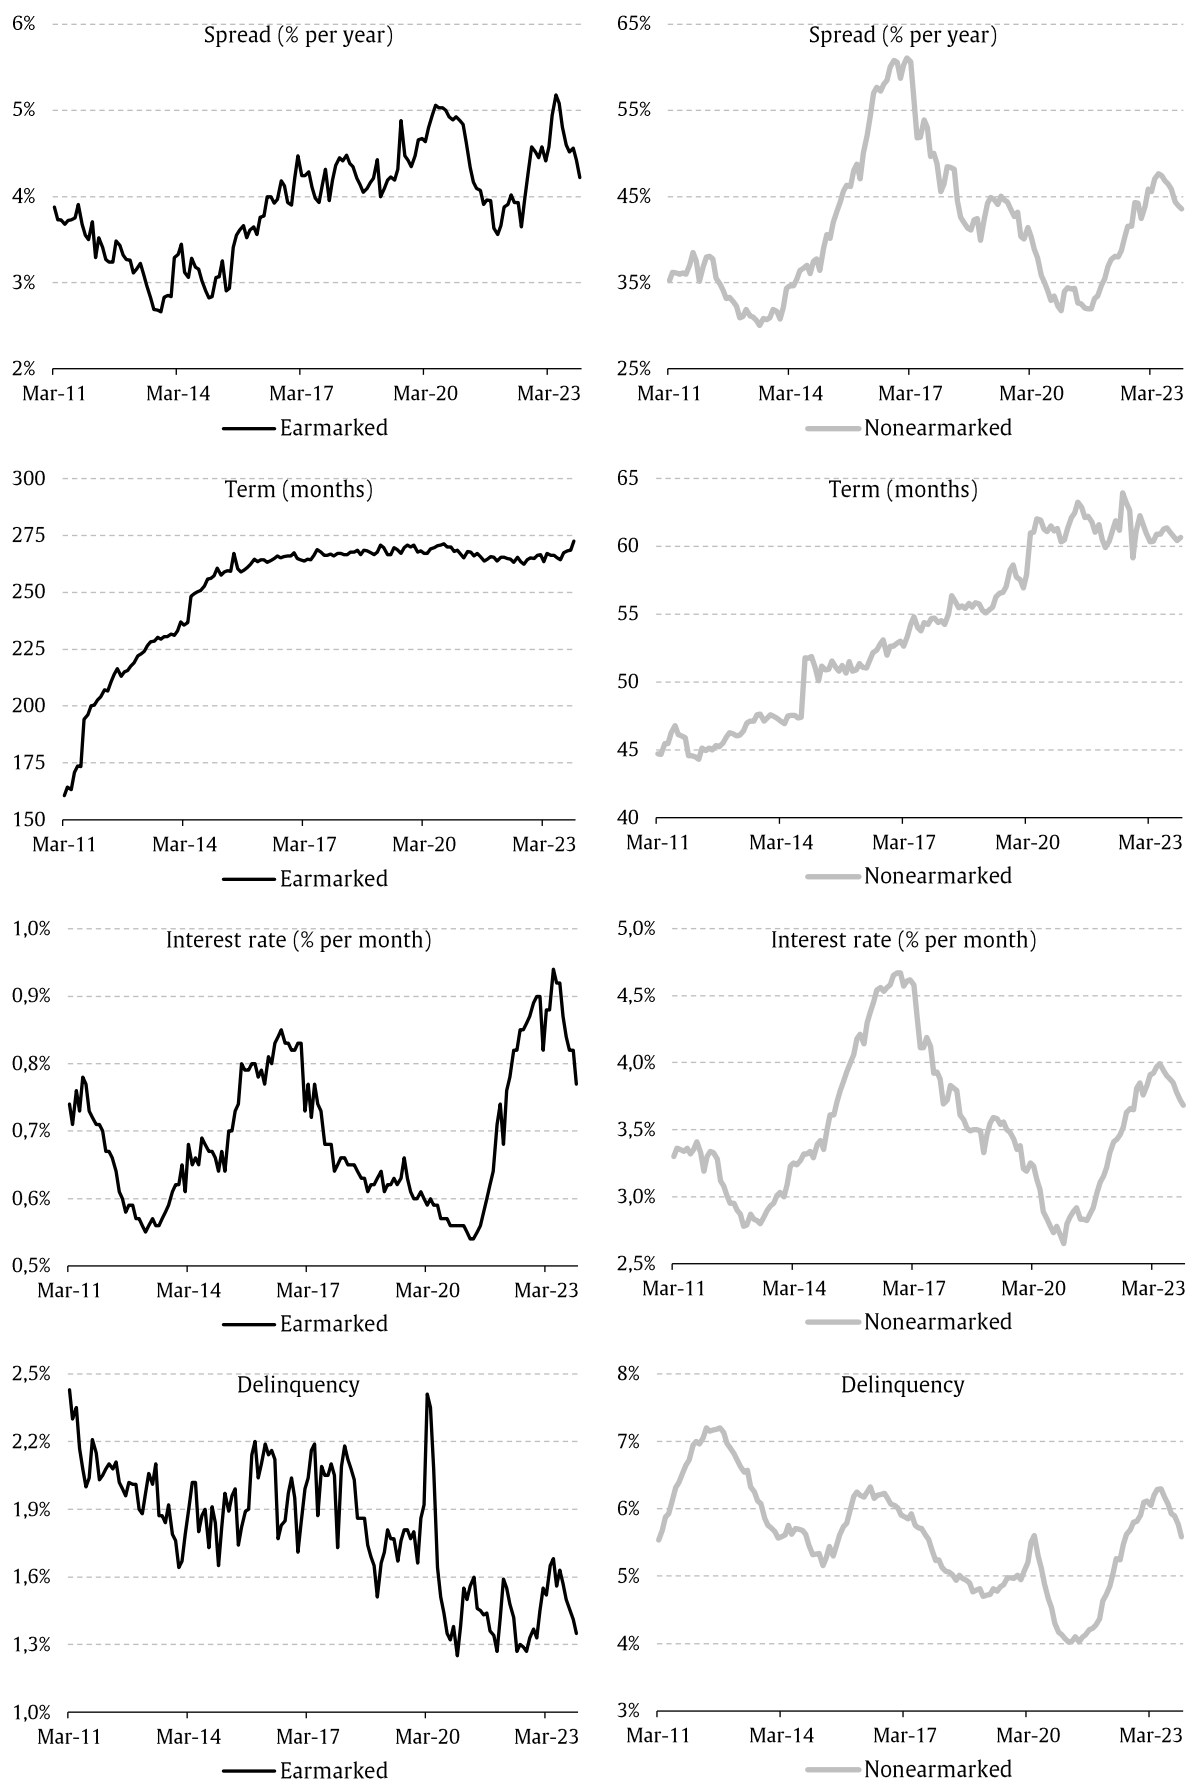 Spread (% per year)
6%
5%
4%
3%
2%
Mar-11 Mar-14 Mar-17 Mar-20 Mar-23
Earmarked
Spread (% per year)
65%
55%
45%
35%
25%
Mar-11 Mar-14 Mar-17 Mar-20 Mar-23
Nonearmarked
Term (months)
300
275
250
225
200
175
150
Mar-11 Mar-14 Mar-17 Mar-20 Mar-23
Earmarked
Term (months)
65
60
55
50
45
40
Mar-11 Mar-14 Mar-17 Mar-20 Mar-23
Nonearmarked
Interest rate (% per month)
1,0%
0,9%
0,8%
0,7%
0,6%
0,5%
Mar-11 Mar-14 Mar-17 Mar-20 Mar-23
Earmarked
Interest rate (% per month)
5,0%
4,5%
4,0%
3,5%
3,0%
2,5%
Mar-11 Mar-14 Mar-17 Mar-20 Mar-23
Nonearmarked
Delinquency
2,5%
2,2%
1,9%
1,6%
1,3%
1,0%
Mar-11 Mar-14 Mar-17 Mar-20 Mar-23
Earmarked
Delinquency
8%
7%
6%
5%
4%
3%
Mar-11 Mar-14 Mar-17 Mar-20 Mar-23
Nonearmarked